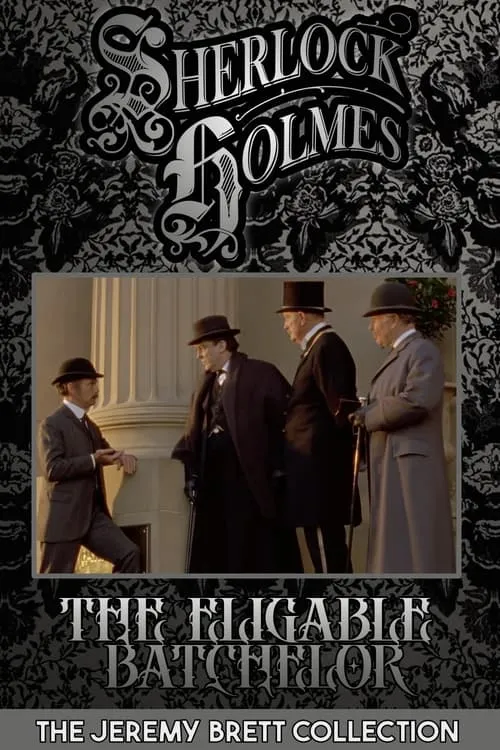 SHERLOCK
HOLMES
THE ELIGABLE
BATCHELOR
THE JEREMY BRETT COLLECTION